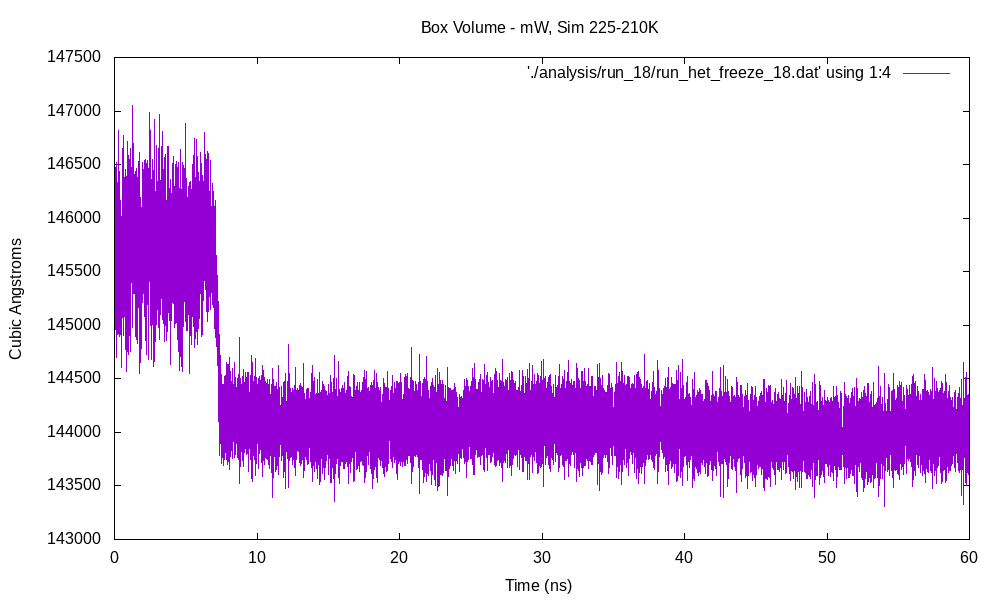 Box Volume - mW, Sim 225-210K
'./analysis/run_18/run_het_freeze_18.dat' using 1:4
147500
147000
146500
146000
145500
145000
144500
144000
143500
143000
Cubic Angstroms
0 10 20 30 40 50 60
Time (ns)